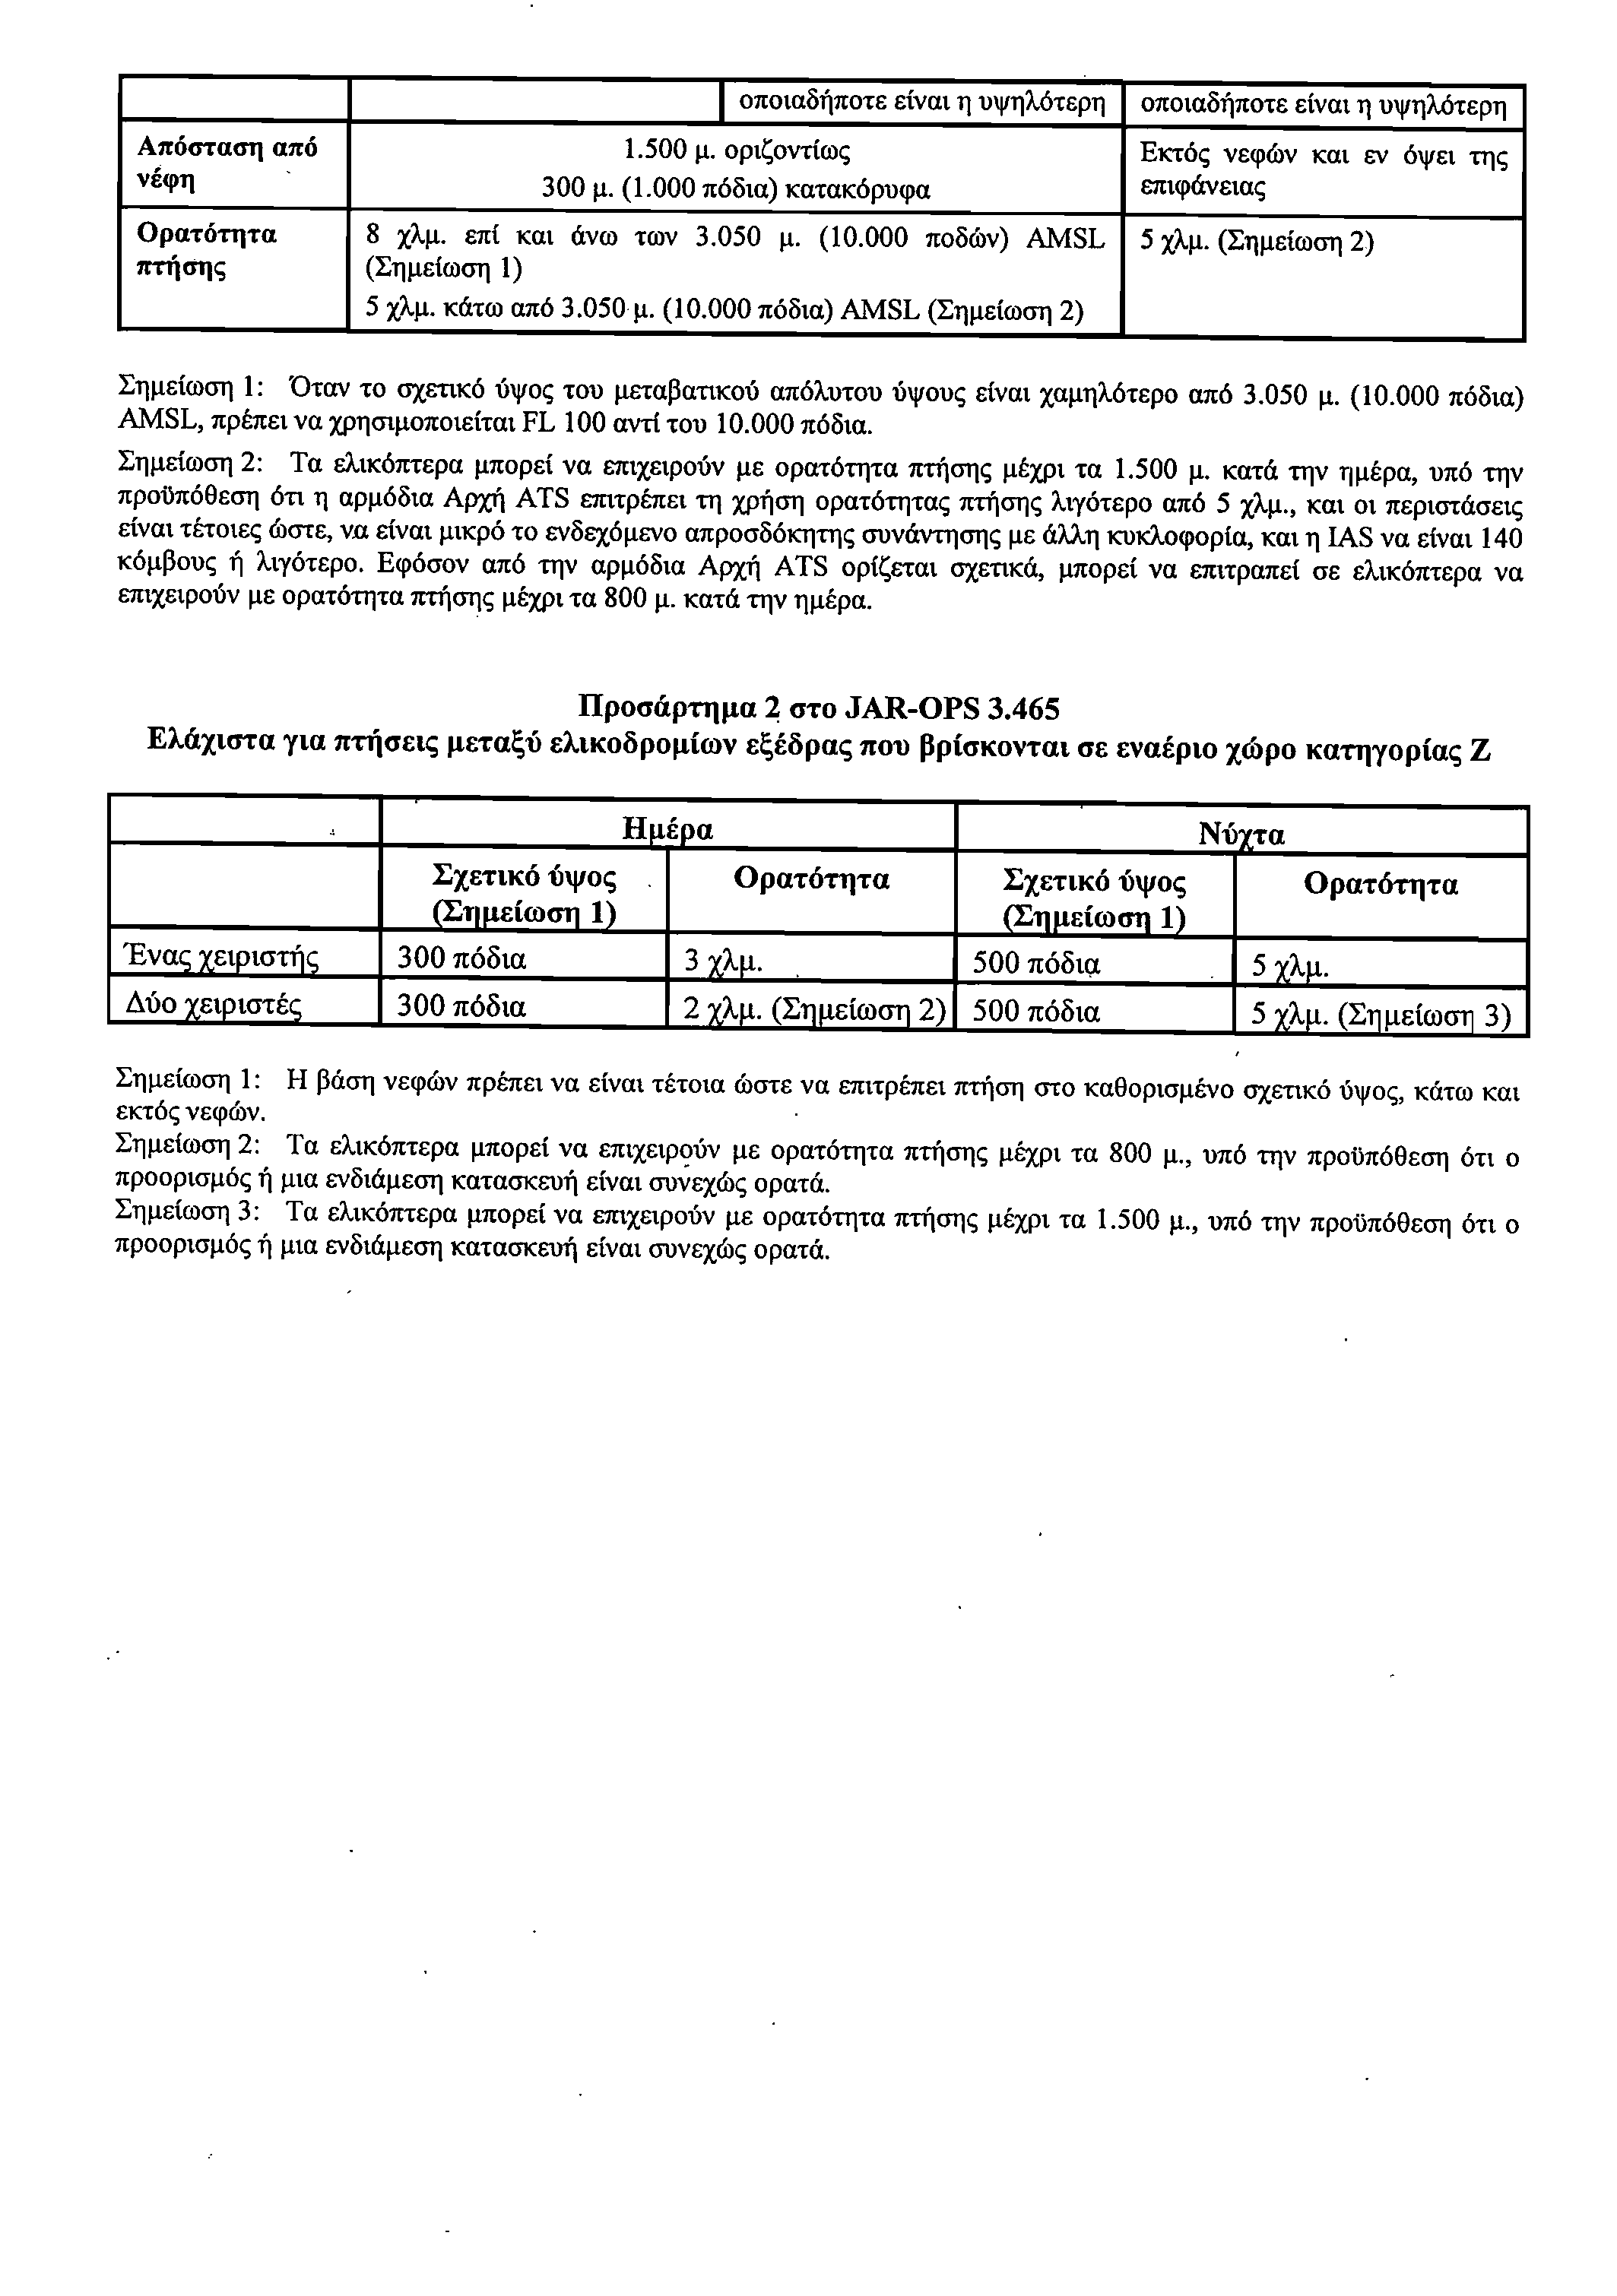 οποιαδήποτε είναι η υψηλότερη οποιαδήποτε είναι η υψηλότερη
Απόσταση από
νέφη
1.500 μ. οριζοντίως
300 μ. (1.000 πόδια) κατακόρυφα
Εκτός νεφών και εν όψει της
επιφάνειας
Ορατότητα
πτήσης
8 χλμ. επί και άνω των 3.050 μ. (10.000 ποδών) AMSL
(Σημείωση 1)
5 χλμ. κάτω από 3.050 μ. (10.000 πόδια) AMSL (Σημείωση 2)
5 χλμ. (Σημείωση 2)
Σημείωση 1: Όταν το σχετικό ύψος του μεταβατικού απόλυτου ύψους είναι χαμηλότερο από 3.050 μ. (10.000 πόδια)
AMSL, πρέπει να χρησιμοποιείται FL 100 αντί του 10.000 πόδια.
Σημείωση 2: Τα ελικόπτερα μπορεί να επιχειρούν με ορατότητα πτήσης μέχρι τα 1.500 μ. κατά την ημέρα, υπό την
προϋπόθεση ότι η αρμόδια Αρχή ATS επιτρέπει τη χρήση ορατότητας πτήσης λιγότερο από 5 χλμ., και οι περιστάσεις
είναι τέτοιες ώστε, να είναι μικρό το ενδεχόμενο απροσδόκητης συνάντησης με άλλη κυκλοφορία, και η IAS να είναι 140
κόμβους ή λιγότερο. Εφόσον από την αρμόδια Αρχή ATS ορίζεται σχετικά, μπορεί να επιτραπεί σε ελικόπτερα να
επιχειρούν με ορατότητα πτήσης μέχρι τα 800 μ. κατά την ημέρα.
Προσάρτημα 2 στο JAR-OPS 3.465
Ελάχιστα για πτήσεις μεταξύ ελικοδρομίων εξέδρας που βρίσκονται σε εναέριο χώρο κατηγορίας Ζ
Ημέρα Νύχτα
Σχετικό ύψος
(Σημείωση 1)
Ορατότητα
Σχετικό ύψος
(Σημείωση 1)
Ορατότητα
Ένας χειριστής 300 πόδια 3 χλμ. 500 πόδια 5 χλμ.
Δύο χειριστές 300 πόδια 2 χλμ. (Σημείωση 2) 500 πόδια 5 χλμ. (Σημείωση 3)
Σημείωση 1: Η βάση νεφών πρέπει να είναι τέτοια ώστε να επιτρέπει πτήση στο καθορισμένο σχετικό ύψος, κάτω και
εκτός νεφών.
Σημείωση 2: Τα ελικόπτερα μπορεί να επιχειρούν με ορατότητα πτήσης μέχρι τα 800 μ., υπό την προϋπόθεση ότι ο
προορισμός ή μια ενδιάμεση κατασκευή είναι συνεχώς ορατά.
Σημείωση 3: Τα ελικόπτερα μπορεί να επιχειρούν με ορατότητα πτήσης μέχρι τα 1.500 μ., υπό την προϋπόθεση ότι ο
προορισμός ή μια ενδιάμεση κατασκευή είναι συνεχώς ορατά.